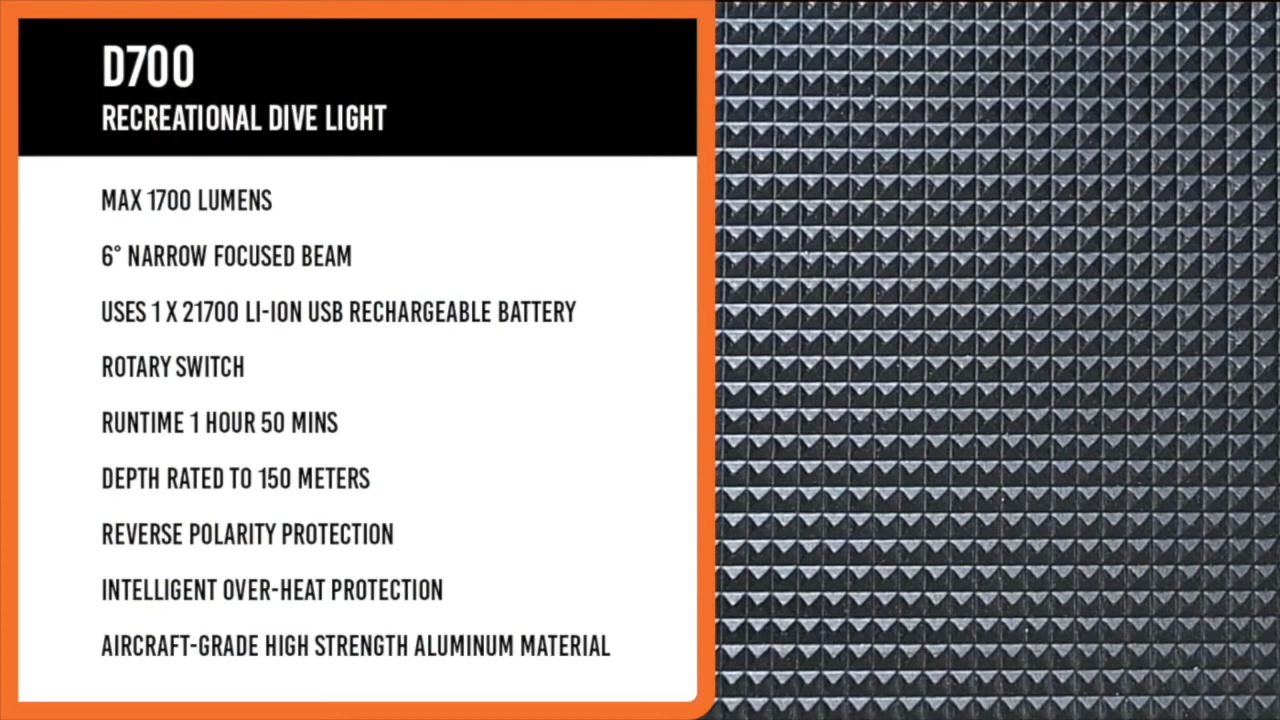 D700
RECREATIONAL DIVE LIGHT
MAX 1700 LUMENS
6° NARROW FOCUSED BEAM
USES 1 X 21700 LI-ION USB RECHARGEABLE BATTERY
ROTARY SWITCH
RUNTIME 1 HOUR 50 MINS
DEPTH RATED TO 150 METERS
REVERSE POLARITY PROTECTION
INTELLIGENT OVER-HEAT PROTECTION
AIRCRAFT-GRADE HIGH STRENGTH ALUMINUM MATERIAL